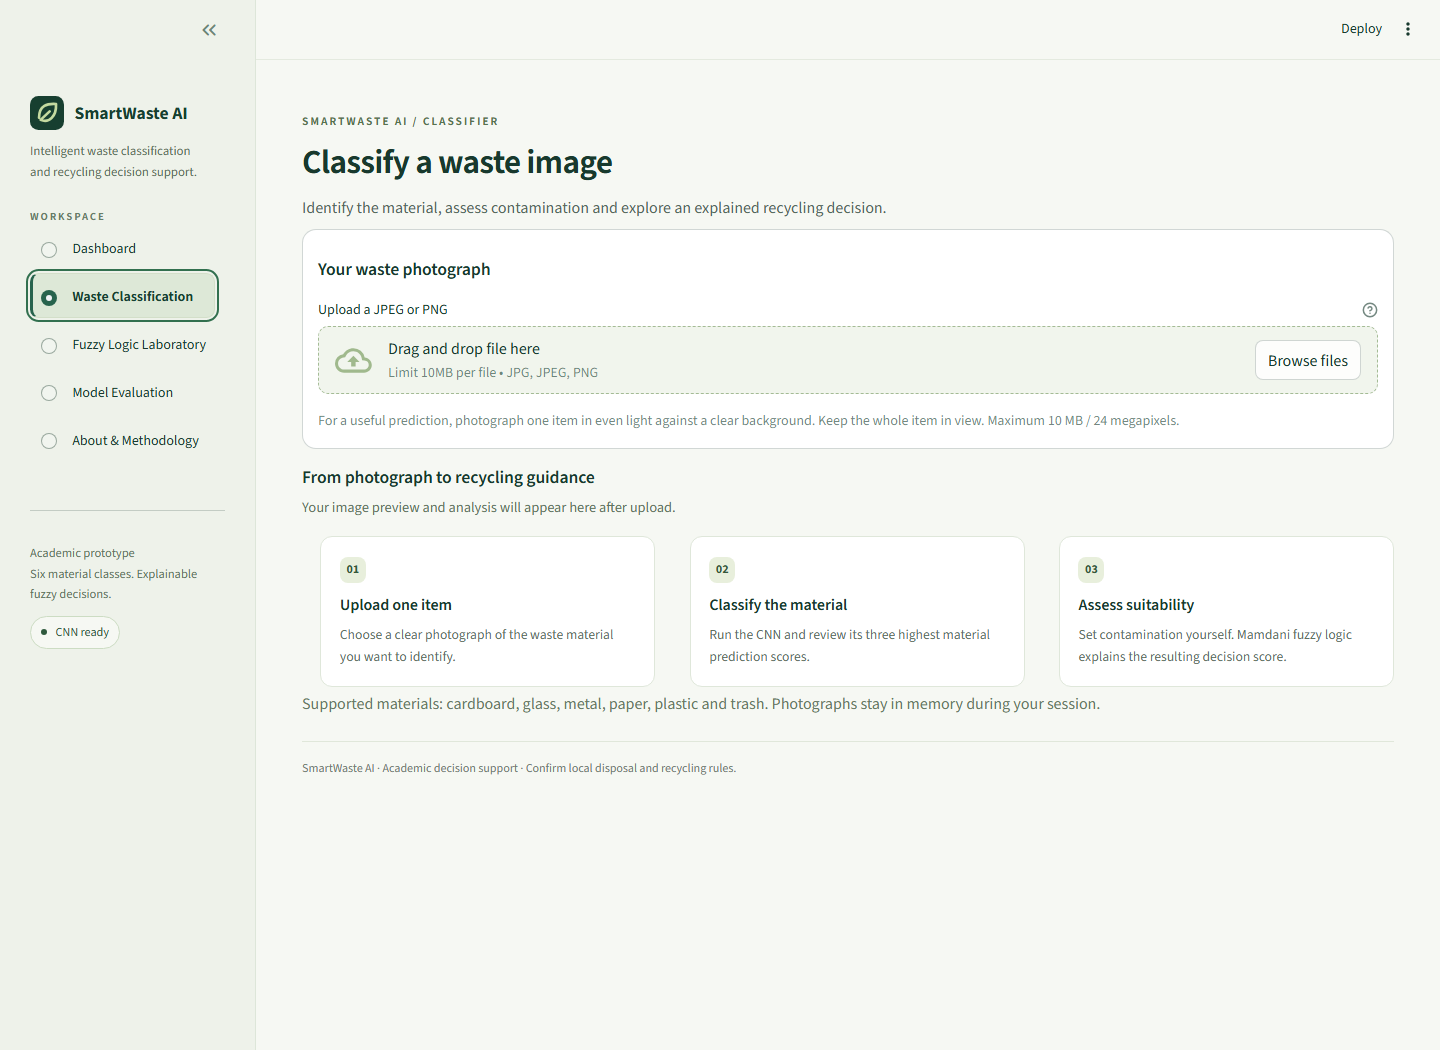 Deploy
SmartWaste AI
Intelligent waste classification
and recycling decision support.
WORKSPACE
Dashboard
Waste Classification
Fuzzy Logic Laboratory
Model Evaluation
About & Methodology
Academic prototype
Six material classes. Explainable
fuzzy decisions.
CNN ready
SMARTWASTE AI / CLASSIFIER
Classify a waste image
Identify the material, assess contamination and explore an explained recycling decision.
Your waste photograph
Upload a JPEG or PNG
Drag and drop file here
Limit 10MB per file • JPG, JPEG, PNG
Browse files
For a useful prediction, photograph one item in even light against a clear background. Keep the whole item in view. Maximum 10 MB / 24 megapixels.
From photograph to recycling guidance
Your image preview and analysis will appear here after upload.
01
Upload one item
Choose a clear photograph of the waste material
you want to identify.
02
Classify the material
Run the CNN and review its three highest material
prediction scores.
03
Assess suitability
Set contamination yourself. Mamdani fuzzy logic
explains the resulting decision score.
Supported materials: cardboard, glass, metal, paper, plastic and trash. Photographs stay in memory during your session.
SmartWaste AI · Academic decision support · Confirm local disposal and recycling rules.